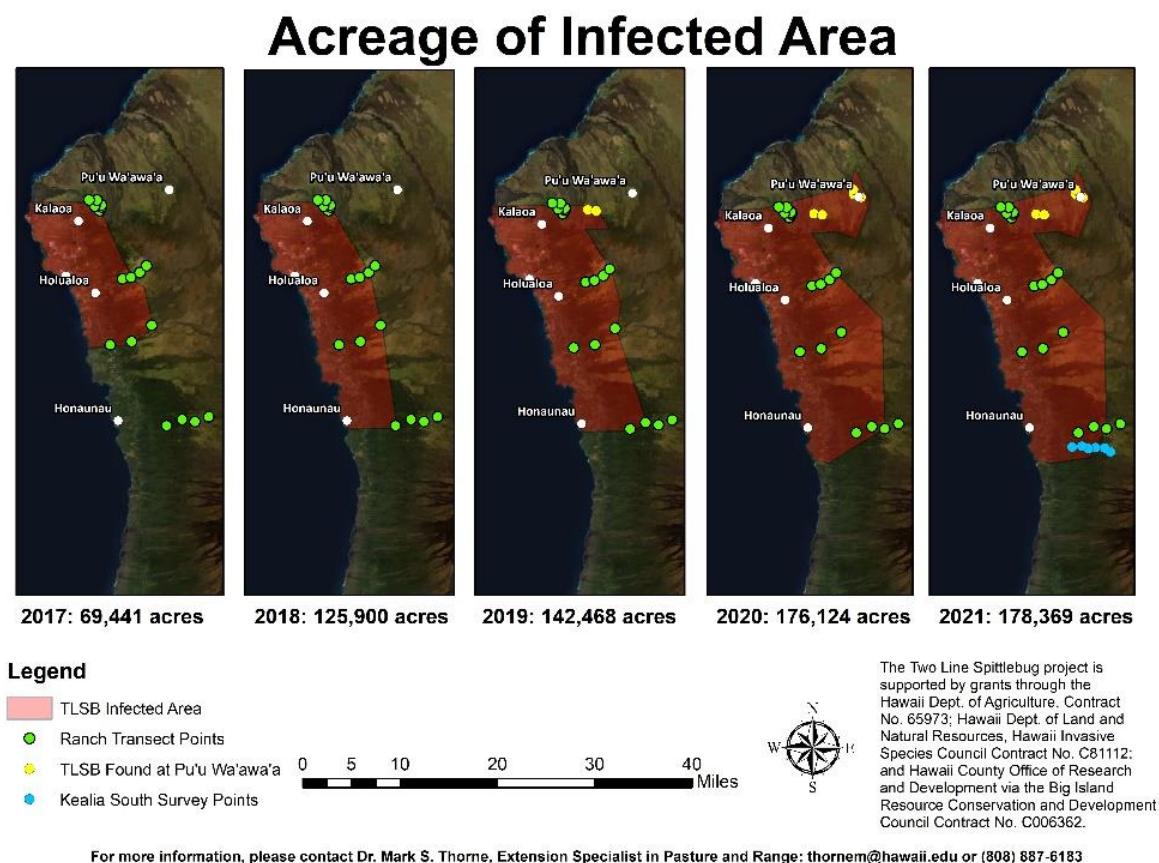 Acreage of Infected Area
Pu'u Wa'awa'a
Kalaoa
Holualoa
Honaunau
Pu'u Wa'awa'a
Kalaoa
Holualoa
Honaunau
Pu'u Wa'awa'a
Kalaoa
Holualoa
Honaunau
Pu'u Wa'awa'a
Kalaoa
Holualoa
Honaunau
Pu'u Wa'awa'a
Kalaoa
Holualoa
Honaunau
2017: 69,441 acres
2018: 125,900 acres
2019: 142,468 acres
2020: 176,124 acres
2021: 178,369 acres
Legend
TLSB Infected Area
Ranch Transect Points
TLSB Found at Pu'u Wa'awa'a
Kealia South Survey Points
0 5 10 20 30 40
Miles
N
W E
S
The Two Line Spittlebug project is
supported by grants through the
Hawaii Dept. of Agriculture. Contract
No. 65973; Hawaii Dept. of Land and
Natural Resources, Hawaii Invasive
Species Council Contract No. C81112;
and Hawaii County Office of Research
and Development via the Big Island
Resource Conservation and Development
Council Contract No. C006362.
For more information, please contact Dr. Mark S. Thorne, Extension Specialist in Pasture and Range: thornem@hawaii.edu or (808) 887-6183